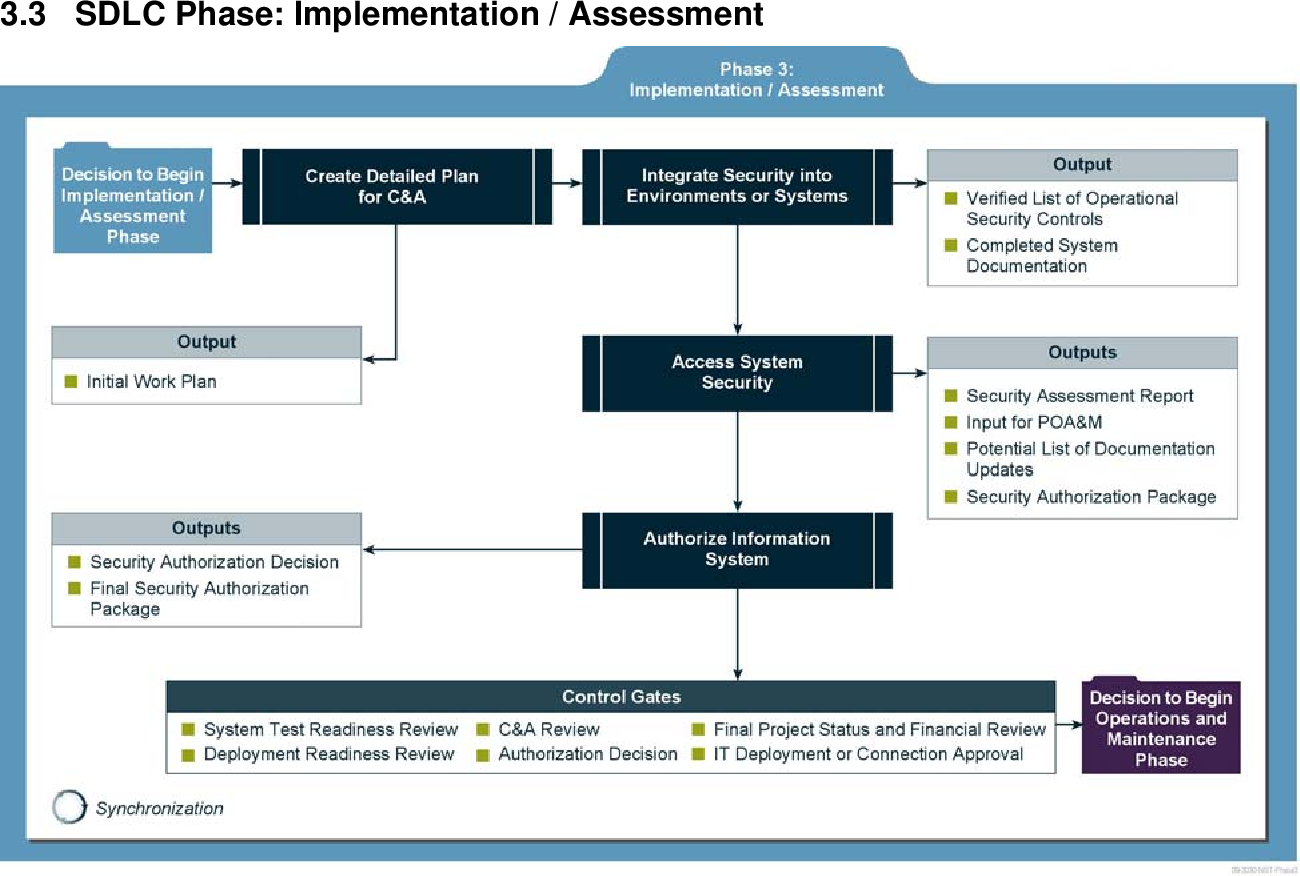 3.3 SDLC Phase: Implementation / Assessment
Phase 3:
Implementation / Assessment
Decision to Begin
Implementation /
Assessment
Phase
Create Detailed Plan
for C&A
Integrate Security into
Environments or Systems
Output
Verified List of Operational
Security Controls
Completed System
Documentation
Output
Initial Work Plan
Access System
Security
Outputs
Security Assessment Report
Input for POA&M
Potential List of Documentation
Updates
Security Authorization Package
Outputs
Security Authorization Decision
Final Security Authorization
Package
Authorize Information
System
Control Gates
System Test Readiness Review
Deployment Readiness Review
C&A Review
Authorization Decision
Final Project Status and Financial Review
IT Deployment or Connection Approval
Decision to Begin
Operations and
Maintenance
Phase
Synchronization